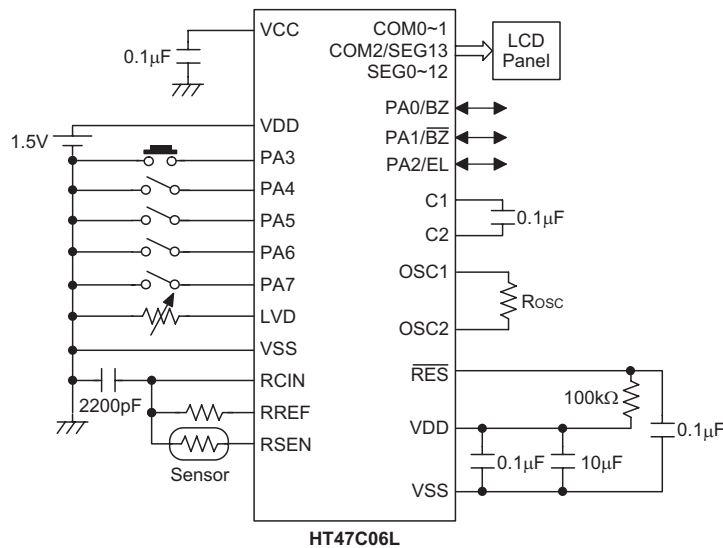 VCC
0.1μF
1.5V
VDD
PA3
PA4
PA5
PA6
PA7
LVD
VSS
RCIN
2200pF
RREF
RSEN
Sensor
COM0~1
COM2/SEG13
SEG0~12
LCD
Panel
PA0/BZ
PA1/B̅Z̅
PA2/EL
C1
0.1μF
C2
OSC1
ROSC
OSC2
R̅E̅S̅
100kΩ
0.1μF
VDD
0.1μF
10μF
VSS
HT47C06L